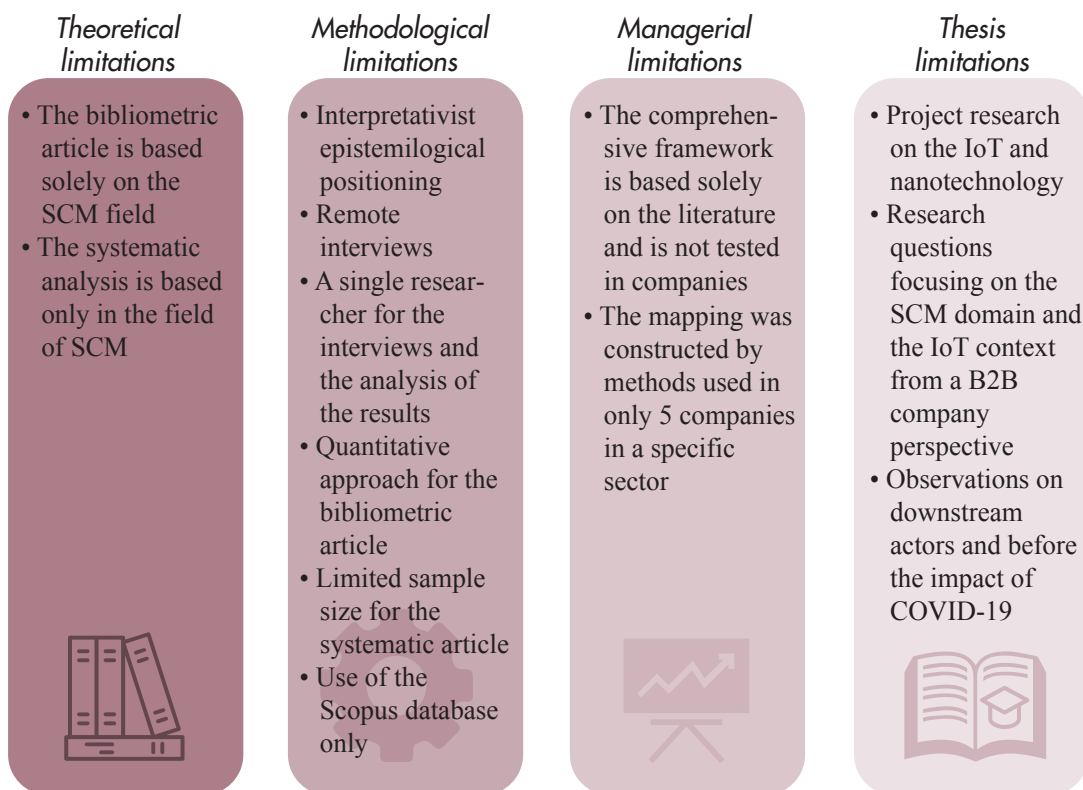 Theoretical
limitations
• The bibliometric
article is based
solely on the
SCM field
• The systematic
analysis is based
only in the field
of SCM
Methodological
limitations
• Interpretativist
epistemilogical
positioning
• Remote
interviews
• A single resear-
cher for the
interviews and
the analysis of
the results
• Quantitative
approach for the
bibliometric
article
• Limited sample
size for the
systematic article
• Use of the
Scopus database
only
Managerial
limitations
• The comprehen-
sive framework
is based solely
on the literature
and is not tested
in companies
• The mapping was
constructed by
methods used in
only 5 companies
in a specific
sector
Thesis
limitations
• Project research
on the IoT and
nanotechnology
• Research
questions
focusing on the
SCM domain and
the IoT context
from a B2B
company
perspective
• Observations on
downstream
actors and before
the impact of
COVID-19